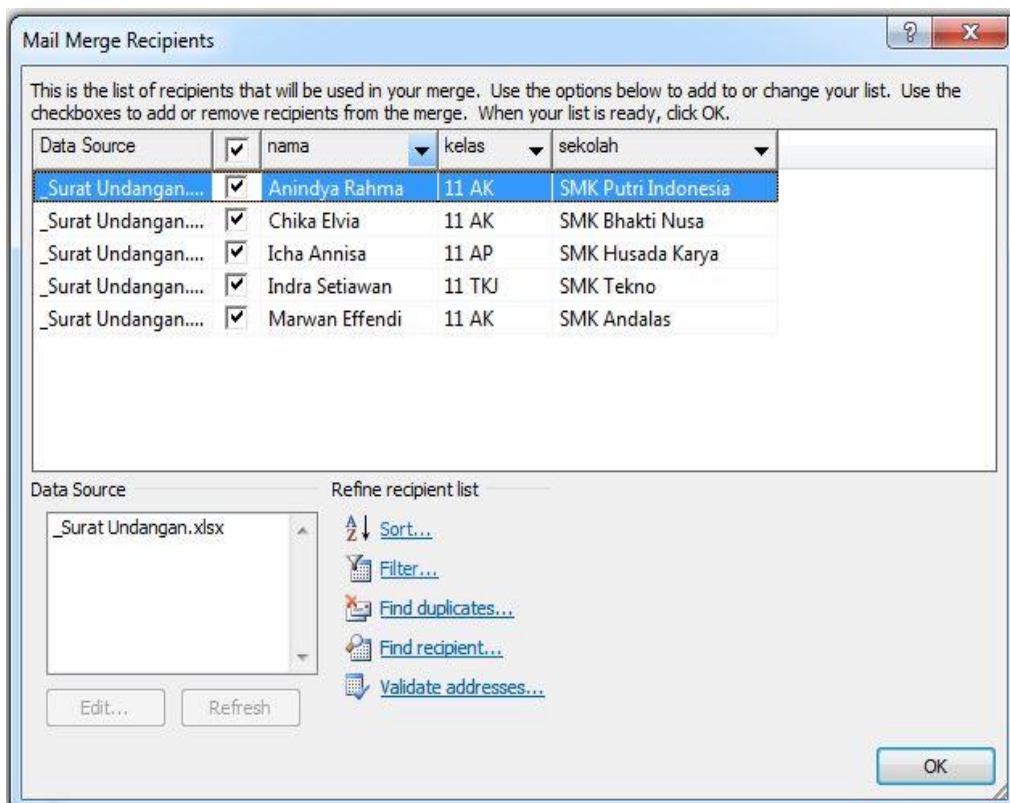 Mail Merge Recipients
This is the list of recipients that will be used in your merge. Use the options below to add to or change your list. Use the
checkboxes to add or remove recipients from the merge. When your list is ready, click OK.
Data Source nama kelas sekolah
_Surat Undangan.... Anindya Rahma 11 AK SMK Putri Indonesia
_Surat Undangan.... Chika Elvia 11 AK SMK Bhakti Nusa
_Surat Undangan.... Icha Annisa 11 AP SMK Husada Karya
_Surat Undangan.... Indra Setiawan 11 TKJ SMK Tekno
_Surat Undangan.... Marwan Effendi 11 AK SMK Andalas
Data Source Refine recipient list
_Surat Undangan.xlsx
Sort...
Filter...
Find duplicates...
Find recipient...
Validate addresses...
Edit... Refresh
OK